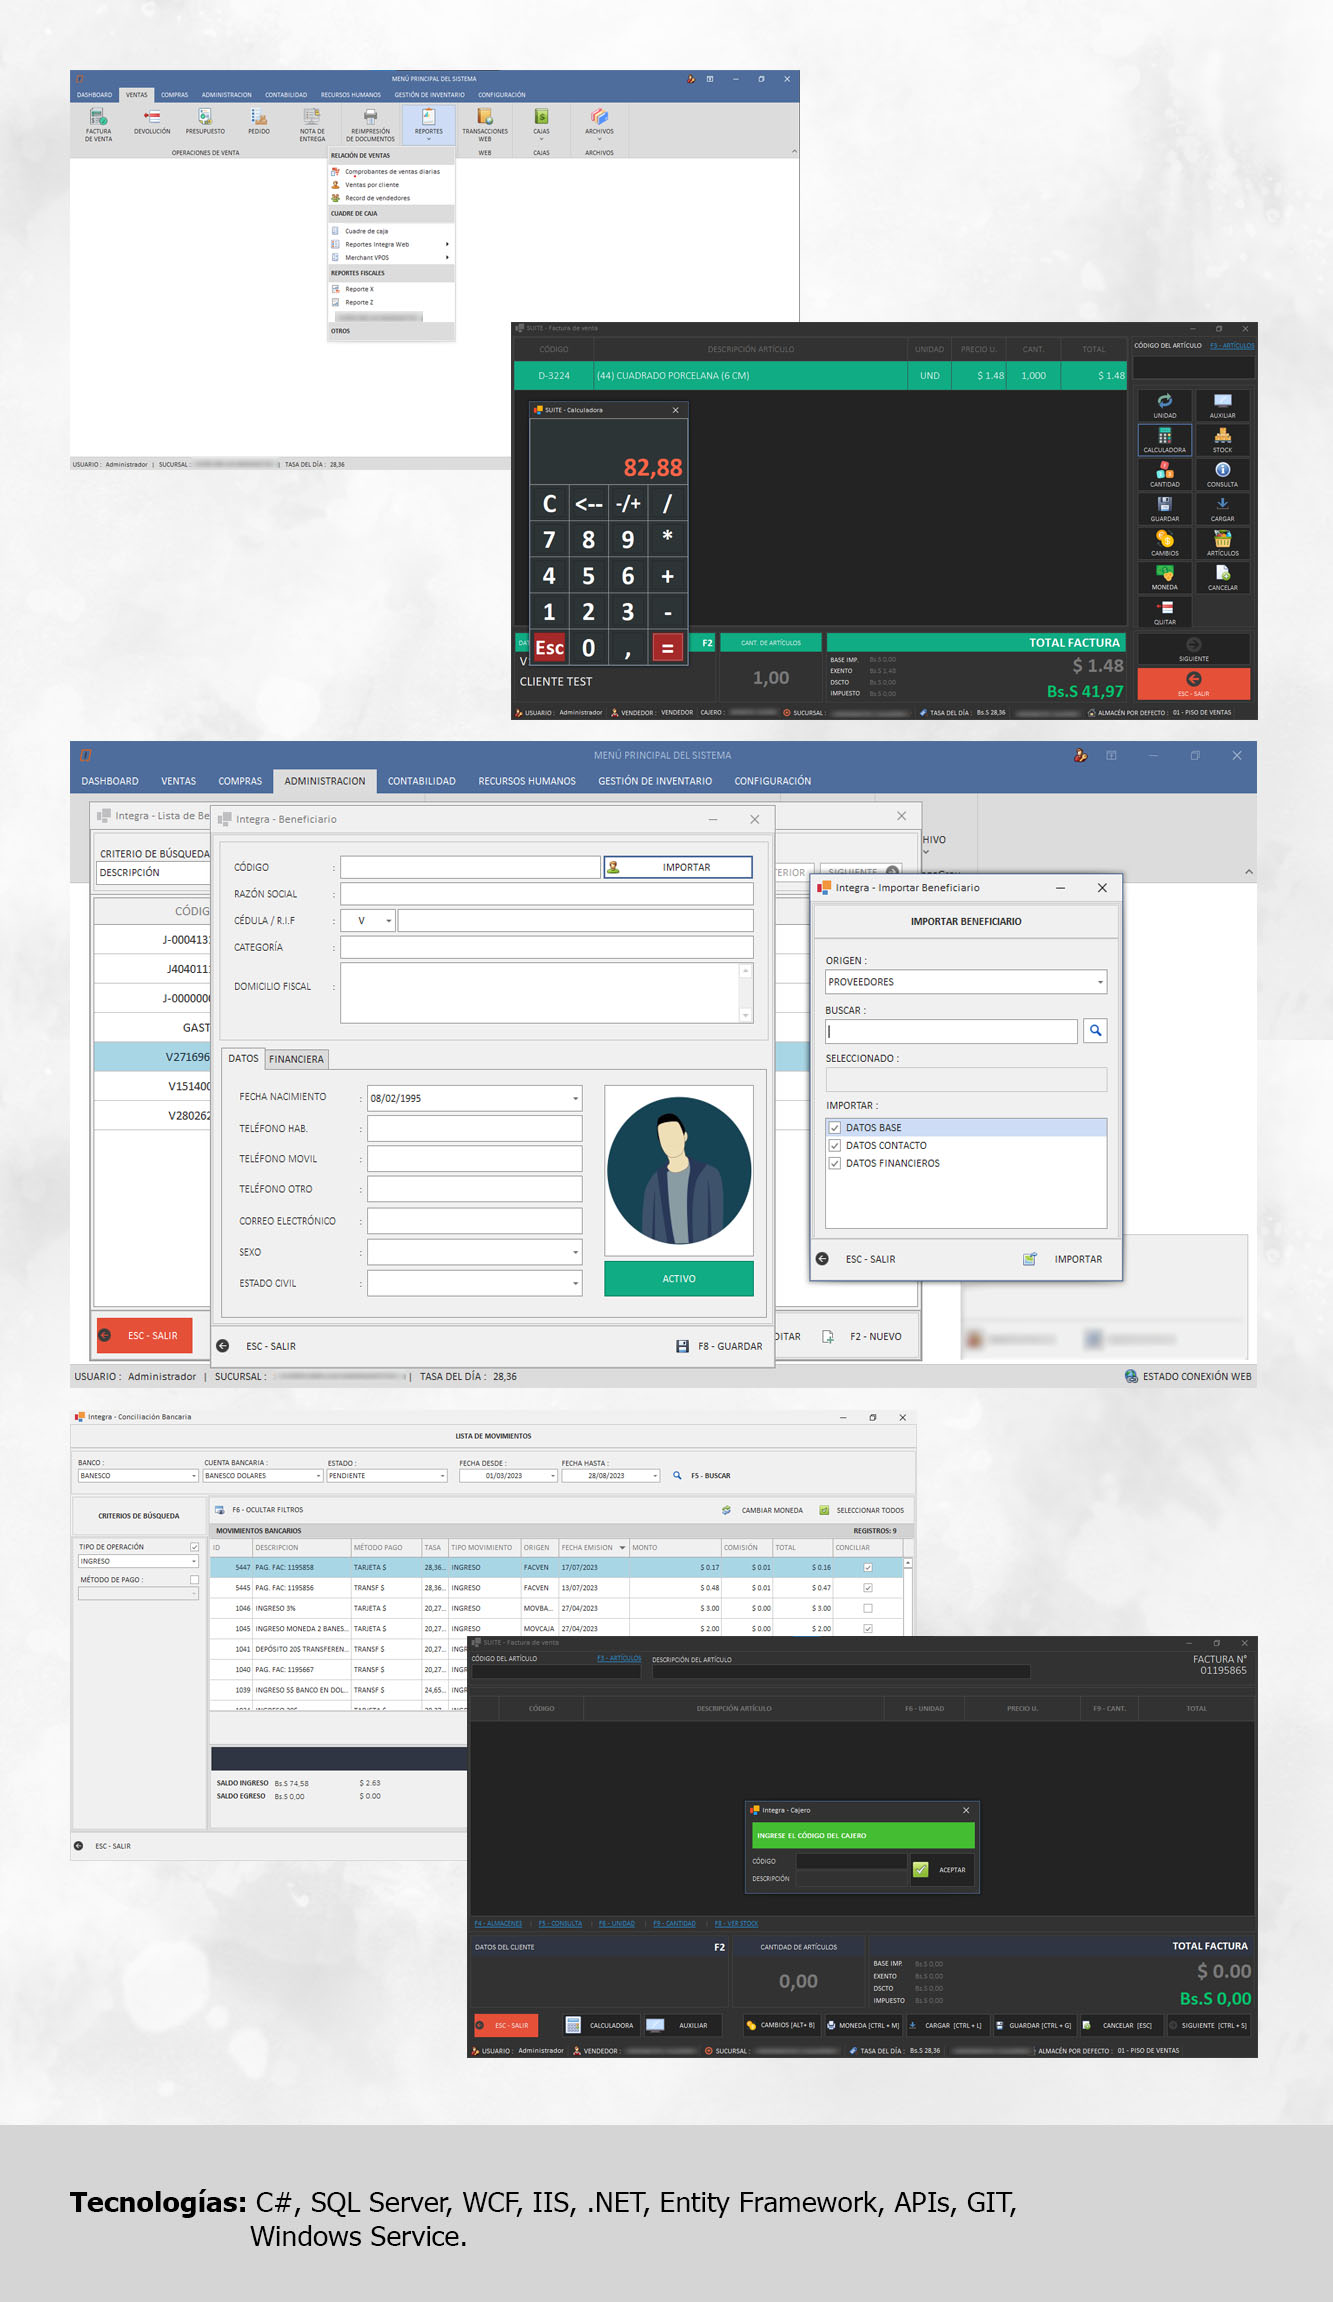 MENÚ PRINCIPAL DEL SISTEMA
DASHBOARD VENTAS COMPRAS ADMINISTRACION CONTABILIDAD RECURSOS HUMANOS GESTIÓN DE INVENTARIO CONFIGURACIÓN
FACTURA DE VENTA DEVOLUCIÓN PRESUPUESTO PEDIDO NOTA DE ENTREGA REIMPRESIÓN DE DOCUMENTOS REPORTES TRANSACCIONES WEB CAJAS ARCHIVOS
OPERACIONES DE VENTA WEB CAJAS ARCHIVOS
RELACIÓN DE VENTAS
Comprobantes de ventas diarias
Ventas por cliente
Record de vendedores
CUADRE DE CAJA
Cuadre de caja
Reportes Integra Web
Merchant VPOS
REPORTES FISCALES
Reporte X
Reporte Z
OTROS
USUARIO : Administrador | SUCURSAL : | TASA DEL DÍA : 28,36
SUITE - Factura de venta
CÓDIGO DESCRIPCIÓN ARTÍCULO UNIDAD PRECIO U. CANT. TOTAL
D-3224 (44) CUADRADO PORCELANA (6 CM) UND $ 1.48 1,000 $ 1.48
CÓDIGO DEL ARTÍCULO F3 - ARTÍCULOS
SUITE - Calculadora
82,88
C <-- -/+ /
7 8 9 *
4 5 6 +
1 2 3 -
Esc 0 , =
UNIDAD AUXILIAR
CALCULADORA STOCK
CANTIDAD CONSULTA
GUARDAR CARGAR
CAMBIOS ARTÍCULOS
MONEDA CANCELAR
QUITAR
SIGUIENTE
ESC - SALIR
DAT F2 CANT. DE ARTÍCULOS TOTAL FACTURA
V
CLIENTE TEST
1,00
BASE IMP. Bs.S 0,00
EXENTO Bs.S 1,48
DSCTO Bs.S 0,00
IMPUESTO Bs.S 0,00
$ 1.48
Bs.S 41,97
USUARIO : Administrador VENDEDOR : VENDEDOR CAJERO : SUCURSAL : TASA DEL DÍA : Bs.S 28,36 ALMACÉN POR DEFECTO : 01 - PISO DE VENTAS
MENÚ PRINCIPAL DEL SISTEMA
DASHBOARD VENTAS COMPRAS ADMINISTRACION CONTABILIDAD RECURSOS HUMANOS GESTIÓN DE INVENTARIO CONFIGURACIÓN
Integra - Lista de Be
CRITERIO DE BÚSQUEDA
DESCRIPCIÓN
CÓDIG
J-000413
J404011
J-0000000
GAST
V271696
V151400
V280262
ESC - SALIR
Integra - Beneficiario
CÓDIGO : IMPORTAR
RAZÓN SOCIAL :
CÉDULA / R.I.F : V
CATEGORÍA :
DOMICILIO FISCAL :
DATOS FINANCIERA
FECHA NACIMIENTO : 08/02/1995
TELÉFONO HAB. :
TELÉFONO MOVIL :
TELÉFONO OTRO :
CORREO ELECTRÓNICO :
SEXO :
ESTADO CIVIL :
ACTIVO
ESC - SALIR F8 - GUARDAR
TERIOR SIGUIENTE
HIVO
Integra - Importar Beneficiario
IMPORTAR BENEFICIARIO
ORIGEN :
PROVEEDORES
BUSCAR :
SELECCIONADO :
IMPORTAR :
DATOS BASE
DATOS CONTACTO
DATOS FINANCIEROS
ESC - SALIR IMPORTAR
DITAR F2 - NUEVO
USUARIO : Administrador | SUCURSAL : | TASA DEL DÍA : 28,36 ESTADO CONEXIÓN WEB
Integra - Conciliación Bancaria
LISTA DE MOVIMIENTOS
BANCO : CUENTA BANCARIA : ESTADO : FECHA DESDE : FECHA HASTA :
BANESCO BANESCO DOLARES PENDIENTE 01/03/2023 28/08/2023 F5 - BUSCAR
CRITERIOS DE BÚSQUEDA
TIPO DE OPERACIÓN
INGRESO
MÉTODO DE PAGO :
F6 - OCULTAR FILTROS CAMBIAR MONEDA SELECCIONAR TODOS
MOVIMIENTOS BANCARIOS REGISTROS: 9
ID DESCRIPCION MÉTODO PAGO TASA TIPO MOVIMIENTO ORIGEN FECHA EMISION MONTO COMISIÓN TOTAL CONCILIAR
5447 PAG. FAC: 1195858 TARJETA $ 28,36... INGRESO FACVEN 17/07/2023 $ 0.17 $ 0.01 $ 0.16
5445 PAG. FAC: 1195856 TRANSF $ 28,36... INGRESO FACVEN 13/07/2023 $ 0.48 $ 0.01 $ 0.47
1046 INGRESO 3% TARJETA $ 20,27... INGRESO MOVBA... 27/04/2023 $ 3.00 $ 0.00 $ 3.00
1045 INGRESO MONEDA 2 BANES... TARJETA $ 20,27... INGRESO MOVCAJA 27/04/2023 $ 2.00 $ 0.00 $ 2.00
1041 DEPÓSITO 20$ TRANSFEREN... TRANSF $ 20,27... ING
1040 PAG. FAC: 1195667 TRANSF $ 20,27... INGR
1039 INGRESO 5$ BANCO EN DOL... TRANSF $ 24,65... INGR
SALDO INGRESO Bs.S 74,58 $ 2.63
SALDO EGRESO Bs.S 0,00 $ 0.00
ESC - SALIR
SUITE - Factura de venta
CÓDIGO DEL ARTÍCULO F3 - ARTÍCULOS DESCRIPCIÓN DEL ARTÍCULO
FACTURA N°
01195865
CÓDIGO DESCRIPCIÓN ARTÍCULO F6 - UNIDAD PRECIO U. F9 - CANT. TOTAL
Integra - Cajero
INGRESE EL CÓDIGO DEL CAJERO
CÓDIGO
DESCRIPCIÓN
ACEPTAR
F4 - ALMACENES | F5 - CONSULTA | F6 - UNIDAD | F9 - CANTIDAD | F8 - VER STOCK
DATOS DEL CLIENTE F2 CANTIDAD DE ARTÍCULOS TOTAL FACTURA
0,00
BASE IMP. Bs.S 0,00
EXENTO Bs.S 0,00
DSCTO Bs.S 0,00
IMPUESTO Bs.S 0,00
$ 0.00
Bs.S 0,00
ESC - SALIR CALCULADORA AUXILIAR CAMBIOS [ALT+ B] MONEDA [CTRL + M] CARGAR [CTRL + L] GUARDAR [CTRL + G] CANCELAR [ESC] SIGUIENTE [CTRL + S]
USUARIO : Administrador VENDEDOR : SUCURSAL : TASA DEL DÍA : Bs.S 28,36 ALMACÉN POR DEFECTO : 01 - PISO DE VENTAS
Tecnologías: C#, SQL Server, WCF, IIS, .NET, Entity Framework, APIs, GIT,
Windows Service.